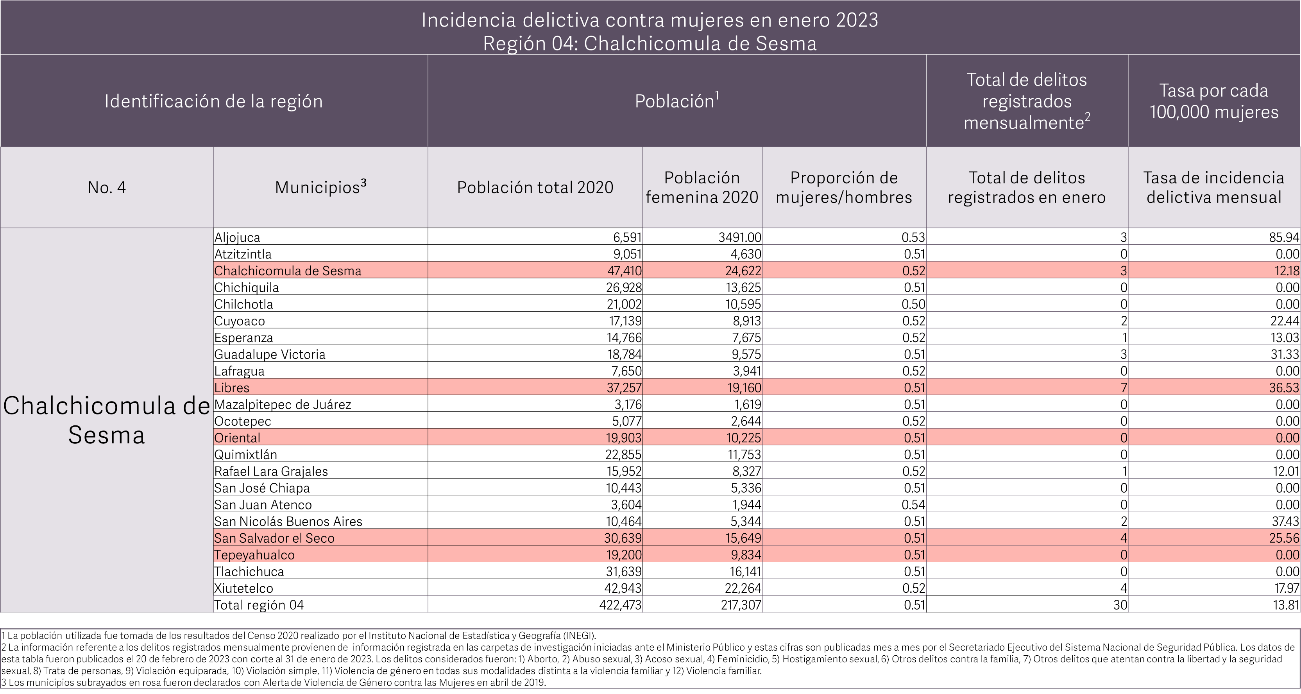 Incidencia delictiva contra mujeres en enero 2023
Región 04: Chalchicomula de Sesma
Identificación de la región
Población1
Total de delitos
registrados
mensualmente2
Tasa por cada
100,000 mujeres
No. 4
Municipios3
Población total 2020
Población
femenina 2020
Proporción de
mujeres/hombres
Total de delitos
registrados en enero
Tasa de incidencia
delictiva mensual
Chalchicomula de
Sesma
Aljojuca 6,591 3491.00 0.53 3 85.94
Atzitzintla 9,051 4,630 0.51 0 0.00
Chalchicomula de Sesma 47,410 24,622 0.52 3 12.18
Chichiquila 26,928 13,625 0.51 0 0.00
Chilchotla 21,002 10,595 0.50 0 0.00
Cuyoaco 17,139 8,913 0.52 2 22.44
Esperanza 14,766 7,675 0.52 1 13.03
Guadalupe Victoria 18,784 9,575 0.51 3 31.33
Lafragua 7,650 3,941 0.52 0 0.00
Libres 37,257 19,160 0.51 7 36.53
Mazalpitepec de Juárez 3,176 1,619 0.51 0 0.00
Ocotepec 5,077 2,644 0.52 0 0.00
Oriental 19,903 10,225 0.51 0 0.00
Quimixtlán 22,855 11,753 0.51 0 0.00
Rafael Lara Grajales 15,952 8,327 0.52 1 12.01
San José Chiapa 10,443 5,336 0.51 0 0.00
San Juan Atenco 3,604 1,944 0.54 0 0.00
San Nicolás Buenos Aires 10,464 5,344 0.51 2 37.43
San Salvador el Seco 30,639 15,649 0.51 4 25.56
Tepeyahualco 19,200 9,834 0.51 0 0.00
Tlachichuca 31,639 16,141 0.51 0 0.00
Xiutetelco 42,943 22,264 0.52 4 17.97
Total región 04 422,473 217,307 0.51 30 13.81
1 La población utilizada fue tomada de los resultados del Censo 2020 realizado por el Instituto Nacional de Estadística y Geografía (INEGI).
2 La información referente a los delitos registrados mensualmente provienen de información registrada en las carpetas de investigación iniciadas ante el Ministerio Público y estas cifras son publicadas mes a mes por el Secretariado Ejecutivo del Sistema Nacional de Seguridad Pública. Los datos de
esta tabla fueron publicados el 20 de febrero de 2023 con corte al 31 de enero de 2023. Los delitos considerados fueron: 1) Aborto, 2) Abuso sexual, 3) Acoso sexual, 4) Feminicidio, 5) Hostigamiento sexual, 6) Otros delitos contra la familia, 7) Otros delitos que atentan contra la libertad y la seguridad
sexual, 8) Trata de personas, 9) Violación equiparada, 10) Violación simple, 11) Violencia de género en todas sus modalidades distinta a la violencia familiar y 12) Violencia familiar.
3 Los municipios subrayados en rosa fueron declarados con Alerta de Violencia de Género contra las Mujeres en abril de 2019.